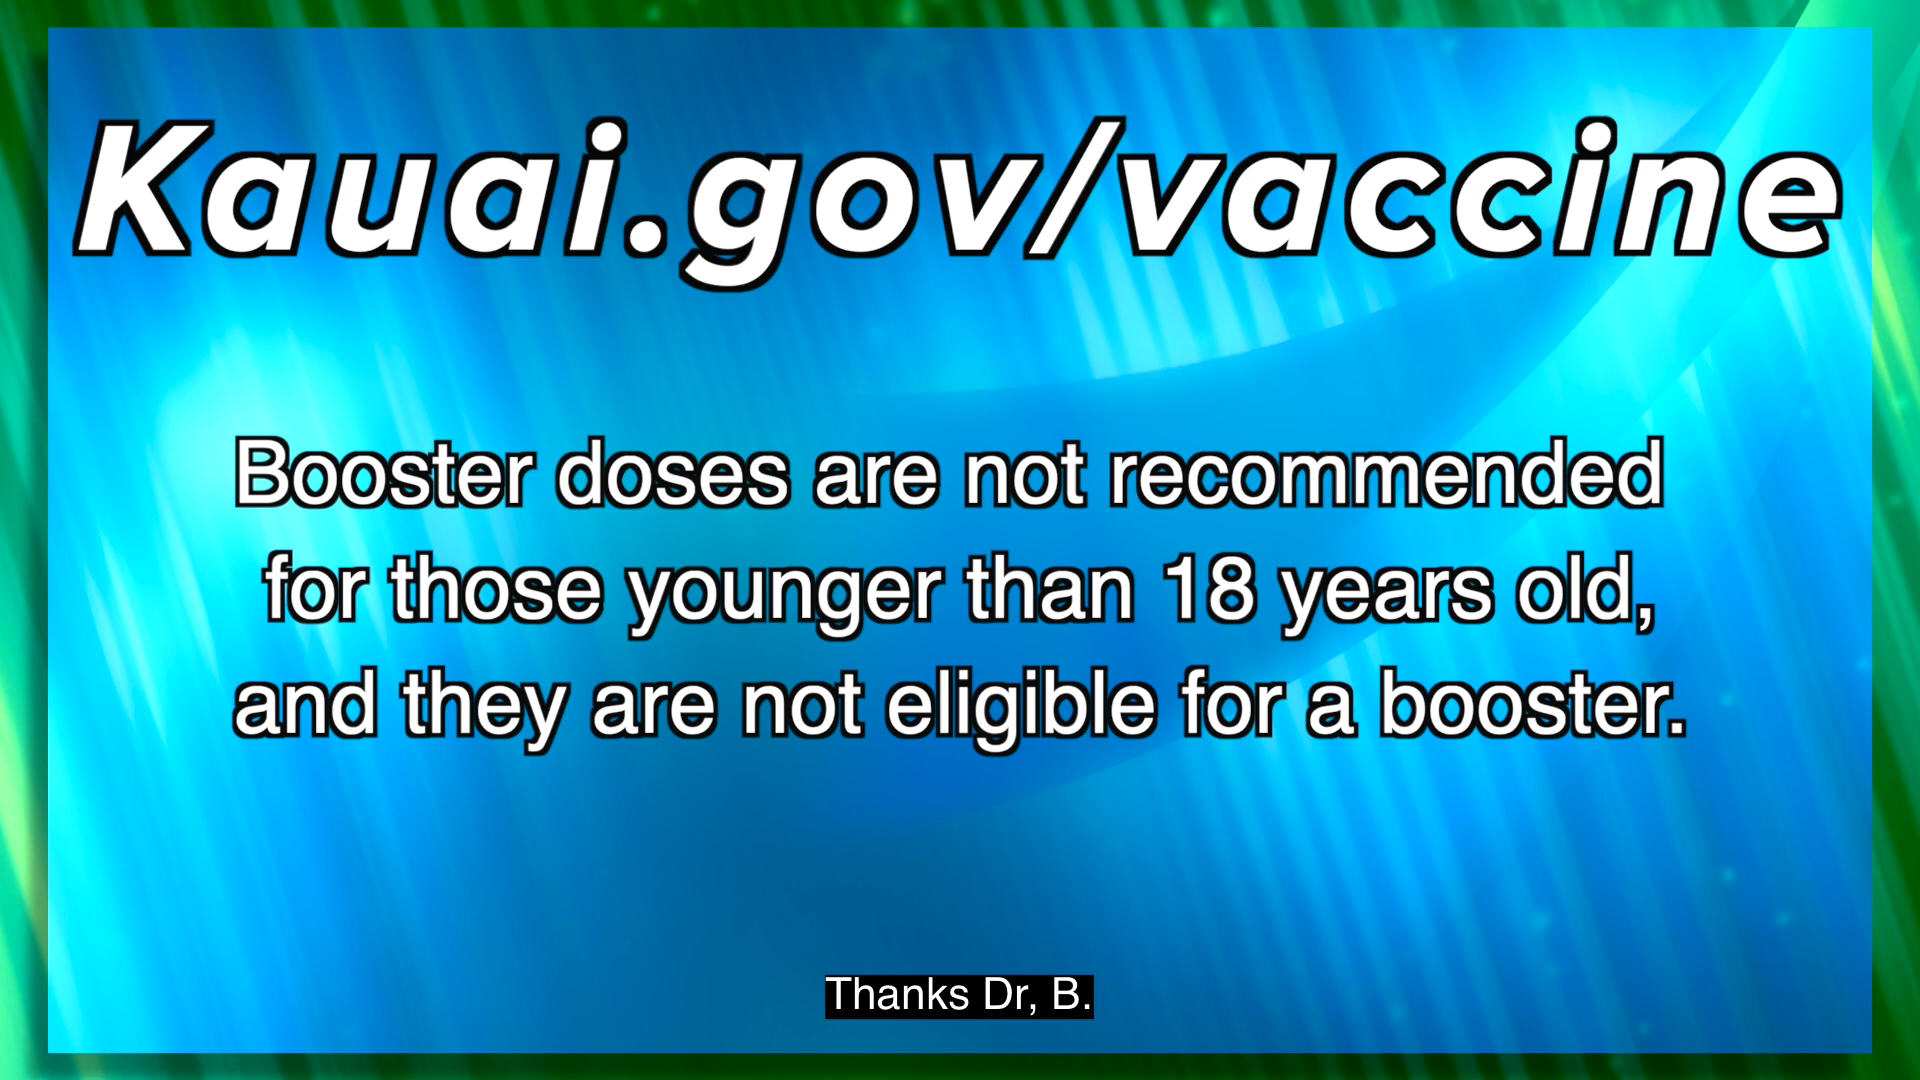 Kauai.gov/vaccine
Booster doses are not recommended
for those younger than 18 years old,
and they are not eligible for a booster.
Thanks Dr, B.